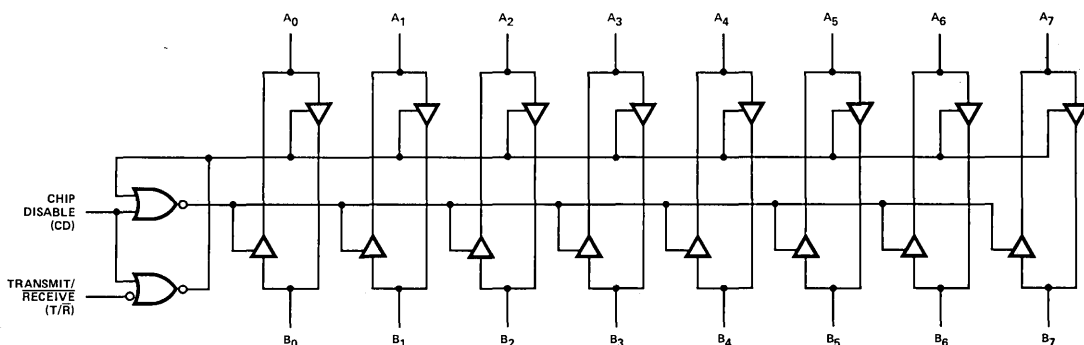 A0 A1 A2 A3 A4 A5 A6 A7
CHIP
DISABLE
(CD)
TRANSMIT/
RECEIVE
(T/R̅)
B0 B1 B2 B3 B4 B5 B6 B7